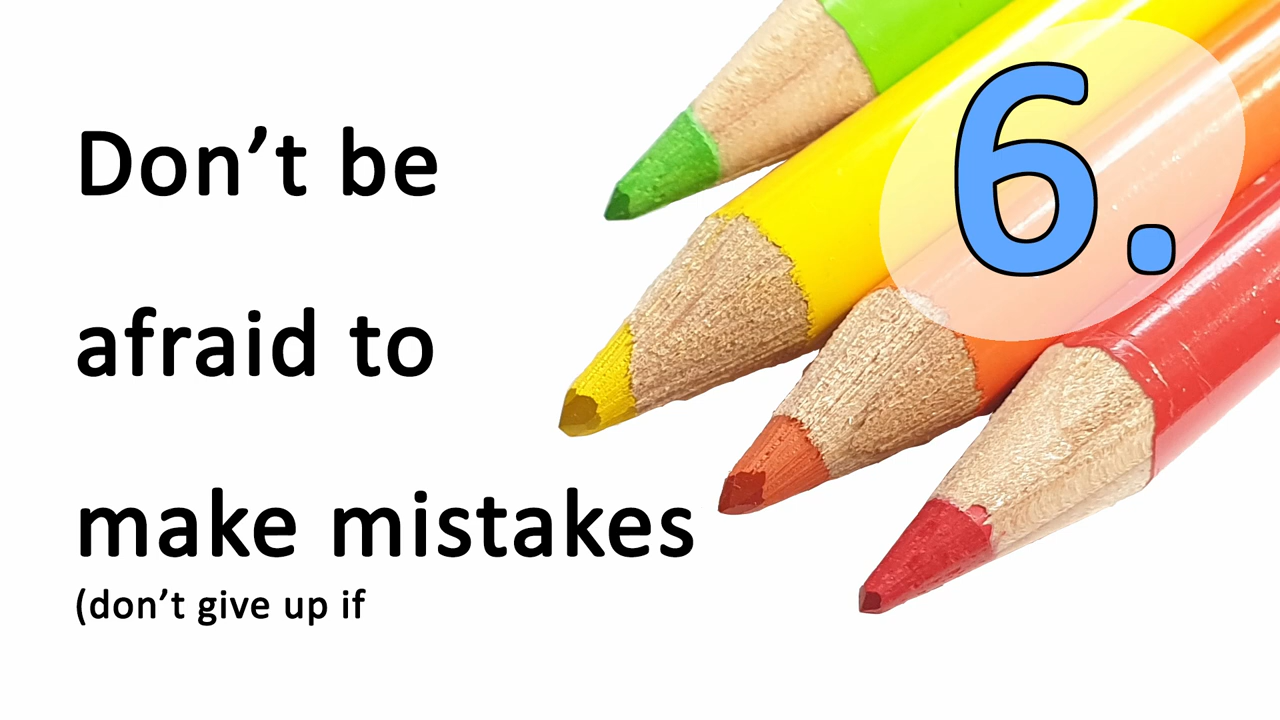 6.
Don’t be
afraid to
make mistakes
(don’t give up if